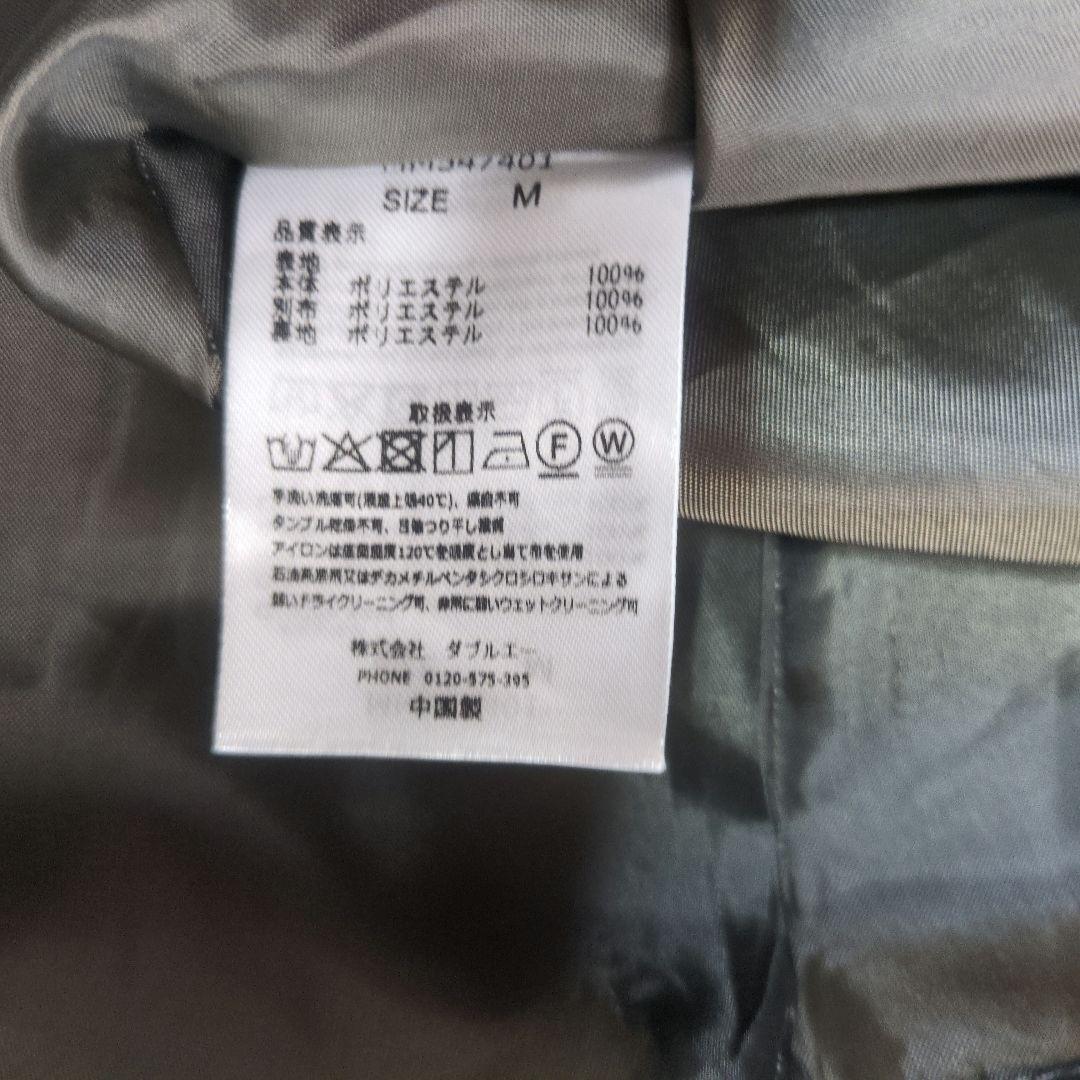 MM547401
SIZE M
品質表示
表地
本体 ポリエステル 100%
別布 ポリエステル 100%
裏地 ポリエステル 100%
取扱表示
F W
手洗い洗濯可(液温上限40℃)、漂白不可
タンブル乾燥不可、日陰つり干し推奨
アイロンは底面温度120℃を限度とし当て布を使用
石油系溶剤又はデカメチルペンタシクロシロキサンによる
弱いドライクリーニング可、非常に弱いウェットクリーニング可
株式会社 ダブルエー
PHONE 0120-575-395
中国製